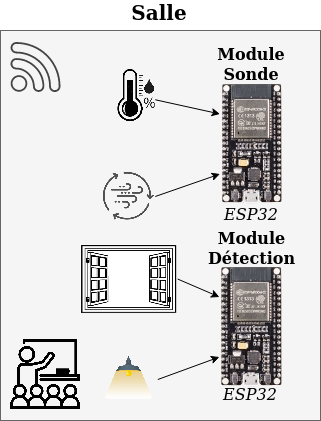 Salle
Module
Sonde
%
ESP32
Module
Détection
ESP32